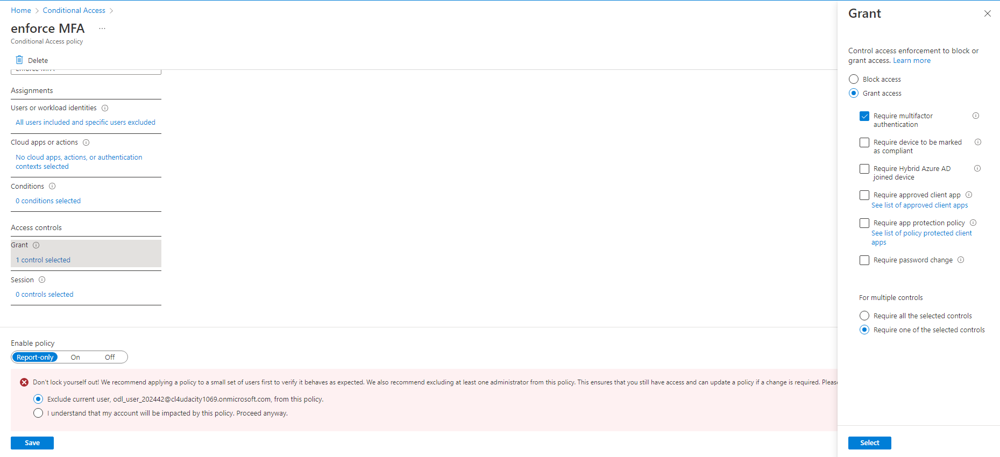 Home > Conditional Access >
enforce MFA ...
Conditional Access policy
Delete
enforce MFA
Assignments
Users or workload identities
All users included and specific users excluded
Cloud apps or actions
No cloud apps, actions, or authentication
contexts selected
Conditions
0 conditions selected
Access controls
Grant
1 control selected
Session
0 controls selected
Enable policy
Report-only On Off
Don't lock yourself out! We recommend applying a policy to a small set of users first to verify it behaves as expected. We also recommend excluding at least one administrator from this policy. This ensures that you still have access and can update a policy if a change is required. Please
Exclude current user, odl_user_202442@cl4udacity1069.onmicrosoft.com, from this policy.
I understand that my account will be impacted by this policy. Proceed anyway.
Save
Grant
Control access enforcement to block or
grant access. Learn more
Block access
Grant access
Require multifactor
authentication
Require device to be marked
as compliant
Require Hybrid Azure AD
joined device
Require approved client app
See list of approved client apps
Require app protection policy
See list of policy protected client
apps
Require password change
For multiple controls
Require all the selected controls
Require one of the selected controls
Select